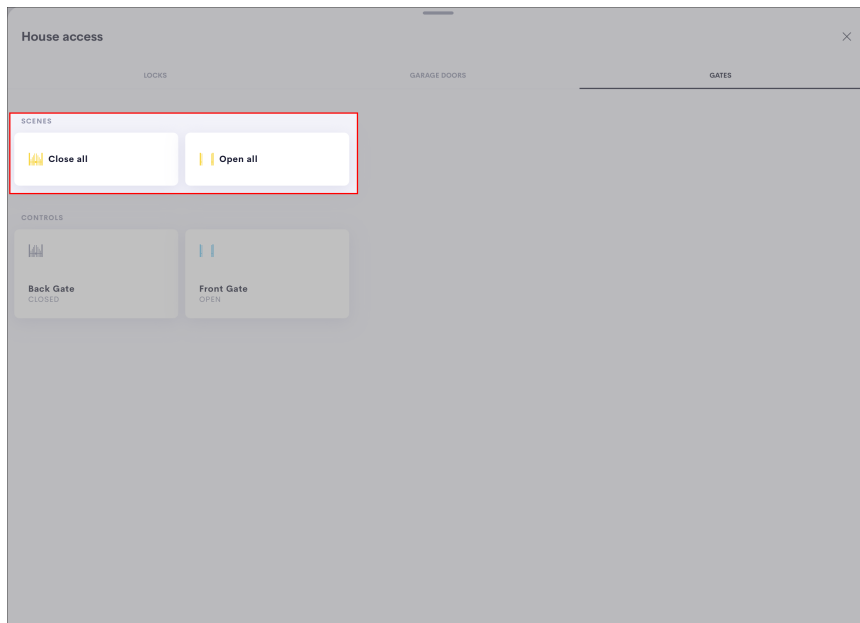 House access
LOCKS
GARAGE DOORS
GATES
SCENES
Close all
Open all
CONTROLS
Back Gate
CLOSED
Front Gate
OPEN